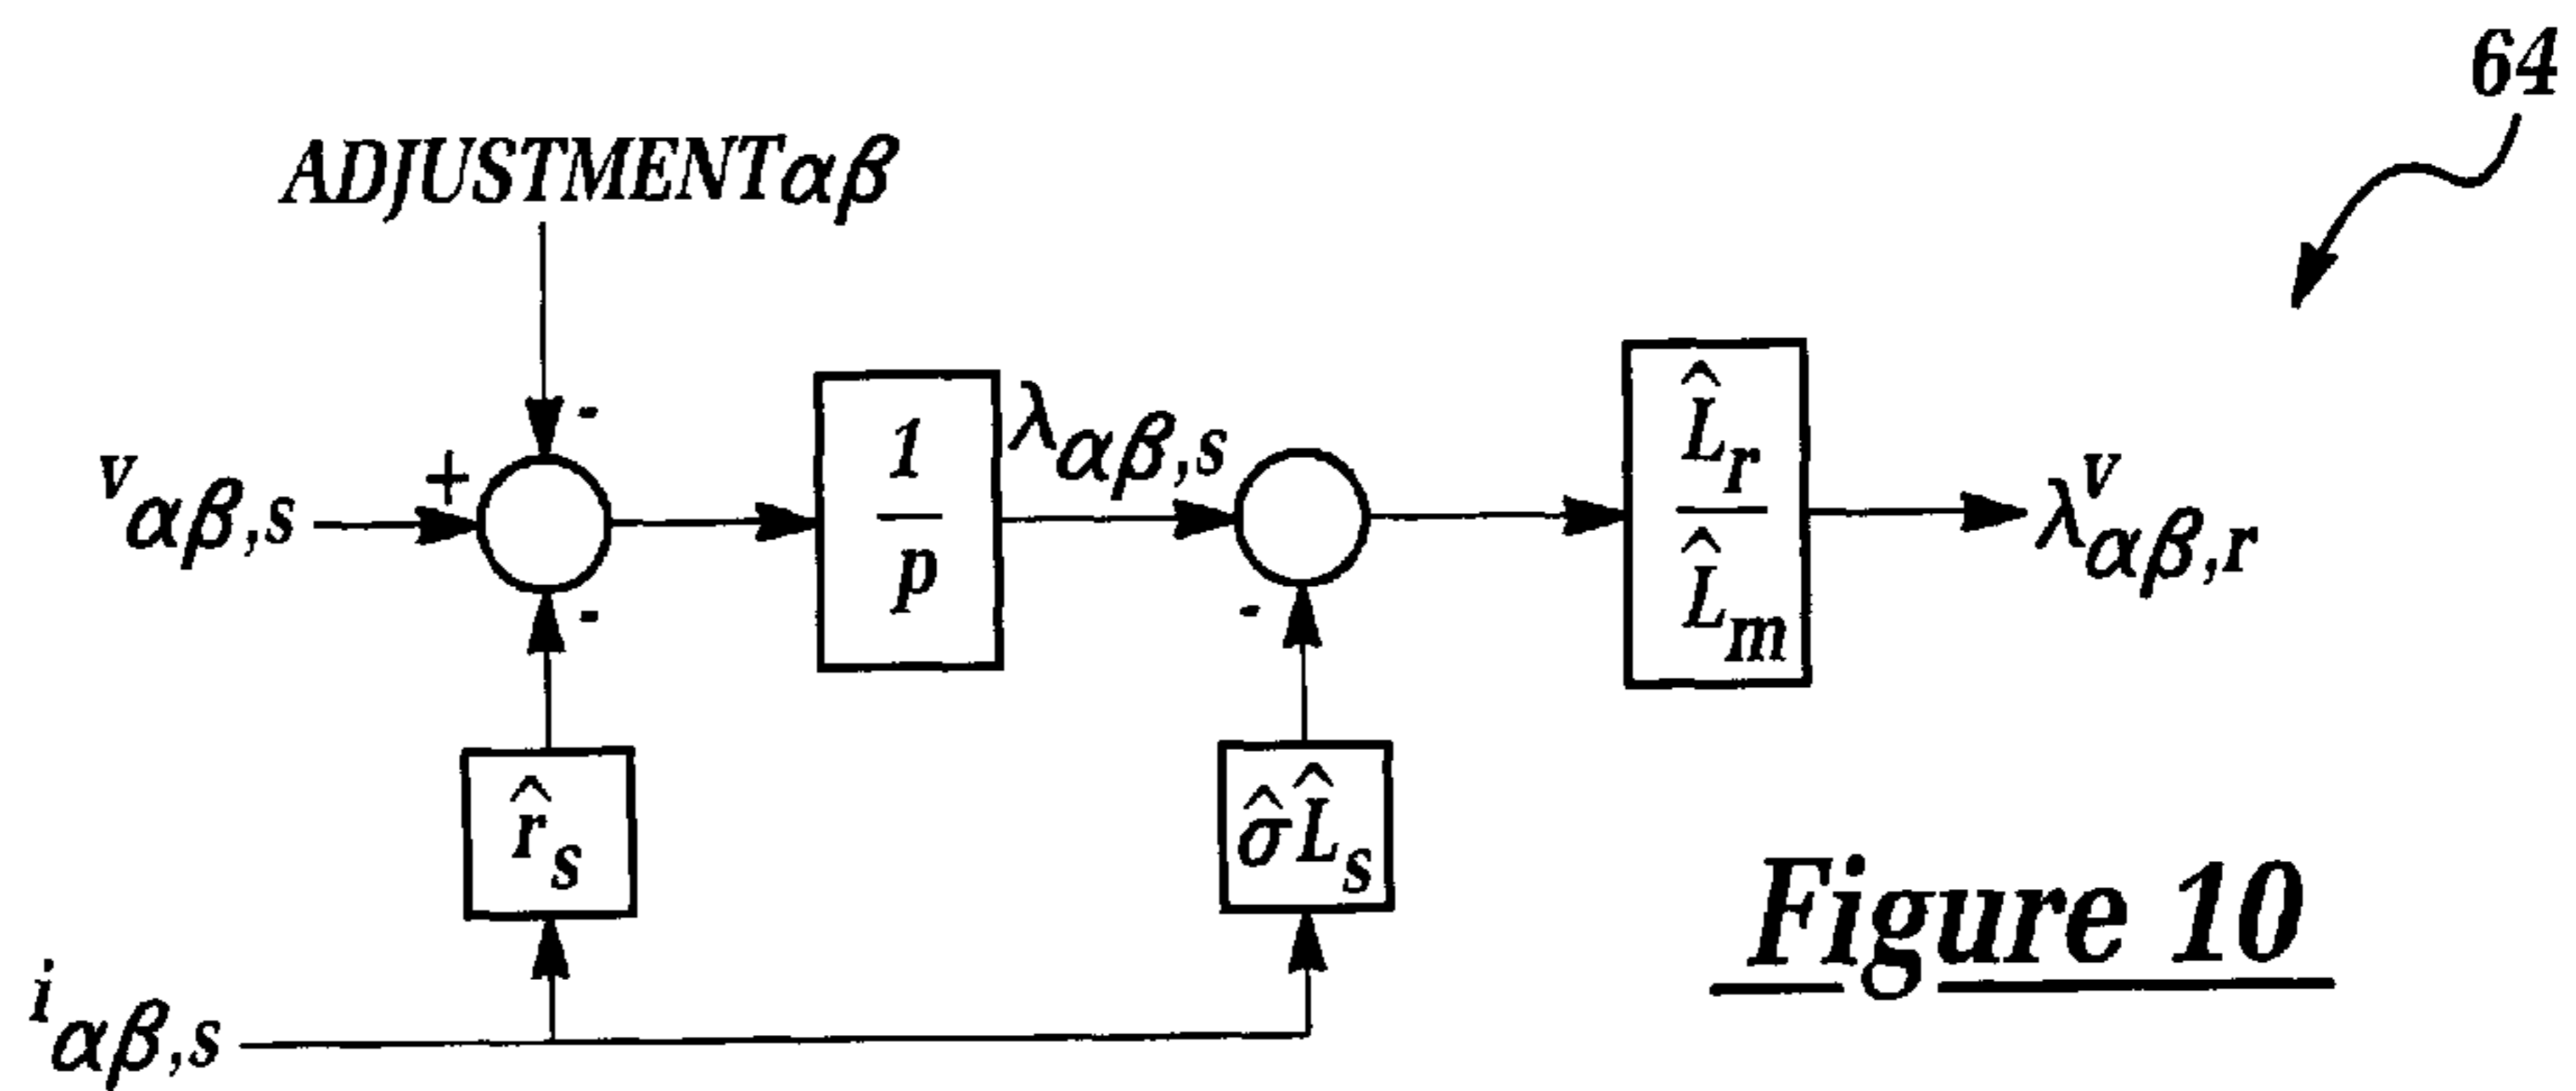 64
ADJUSTMENTαβ
-
+
vαβ,s
1
p
λαβ,s
L̂r
L̂m
λᵛαβ,r
-
-
r̂s
σ̂L̂s
iαβ,s
Figure 10